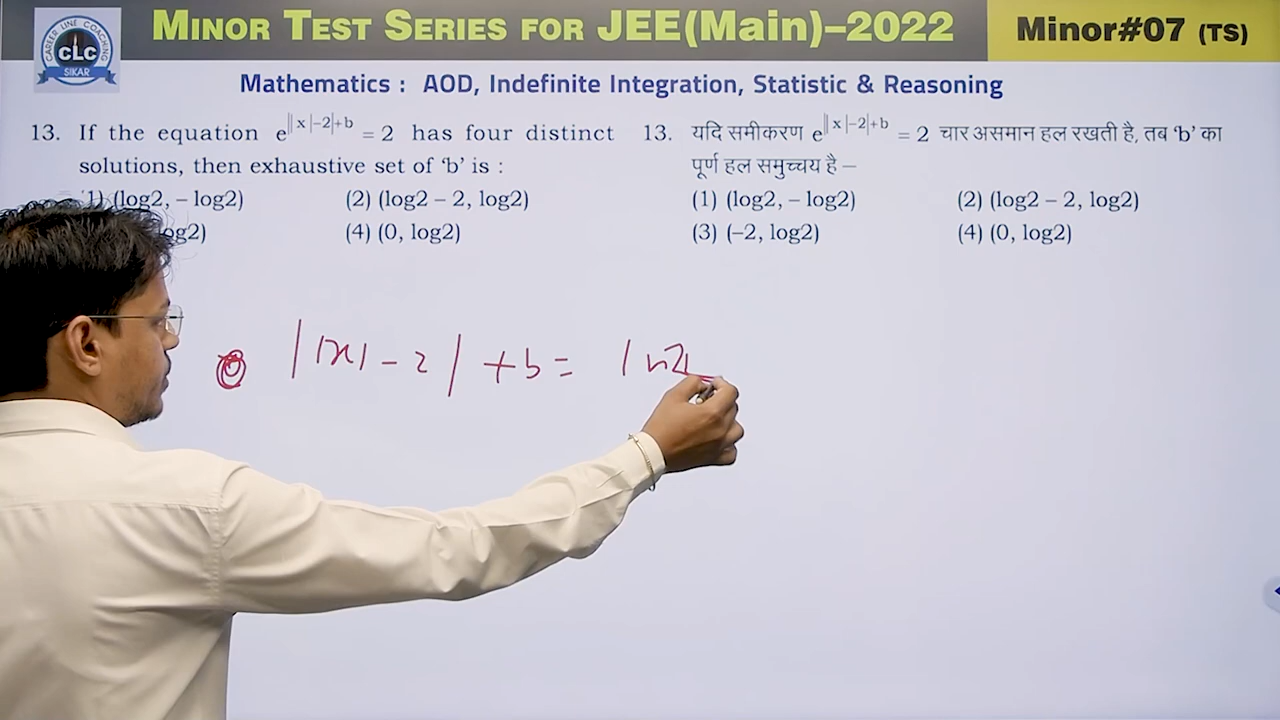 MINOR TEST SERIES FOR JEE(MAIN)–2022
Minor#07 (TS)
CAREER LINE COACHING
CLC
SIKAR
Mathematics : AOD, Indefinite Integration, Statistic & Reasoning
13. If the equation e^||x|−2|+b = 2 has four distinct
solutions, then exhaustive set of ‘b’ is :
1) (log2, – log2) (2) (log2 – 2, log2)
og2) (4) (0, log2)
13. यदि समीकरण e^||x|−2|+b = 2 चार असमान हल रखती है, तब ‘b’ का
पूर्ण हल समुच्चय है –
(1) (log2, – log2) (2) (log2 – 2, log2)
(3) (–2, log2) (4) (0, log2)
||x| - 2| + b = ln2